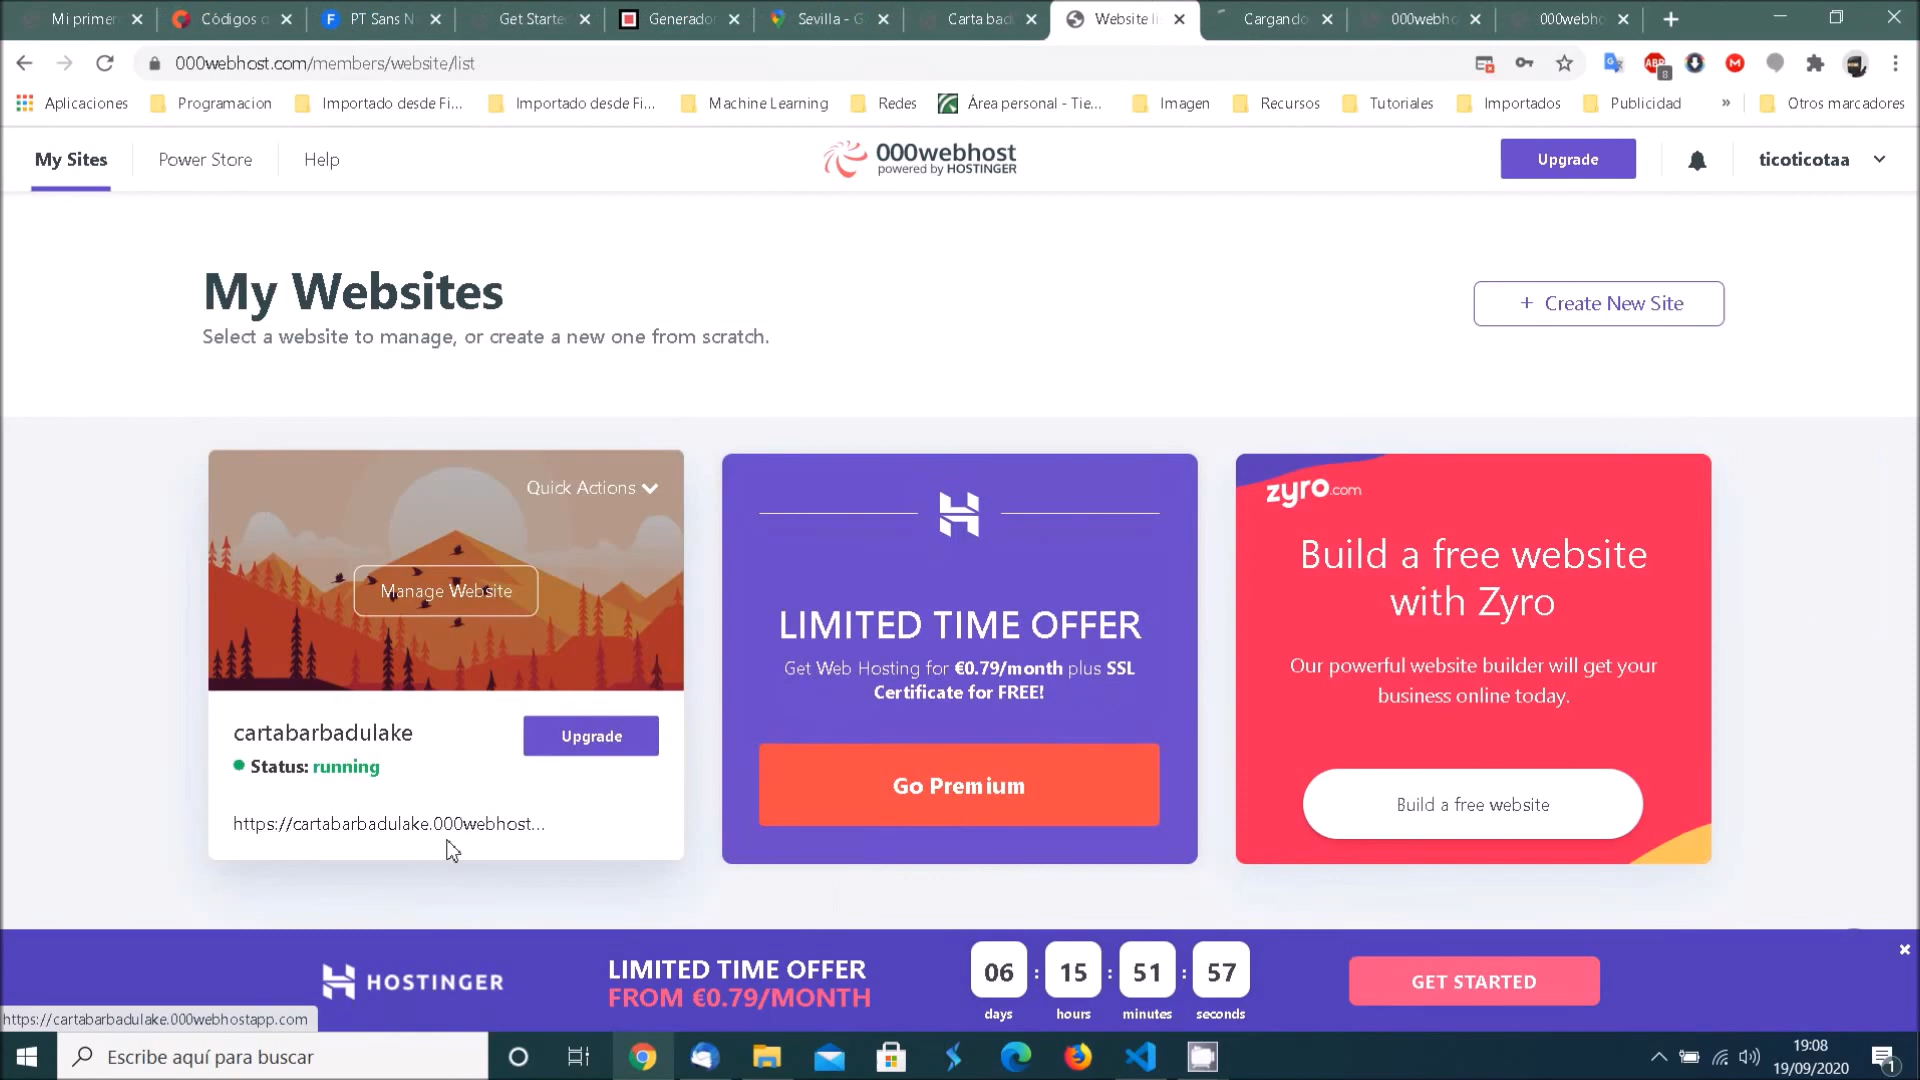 Mi primer
Códigos d
PT Sans N
Get Starte
Generador
Sevilla - G
Carta bad
Website li
Cargando
000webho
000webho
000webhost.com/members/website/list
ABP
8
M
Aplicaciones
Programacion
Importado desde Fi...
Importado desde Fi...
Machine Learning
Redes
Área personal - Tie...
Imagen
Recursos
Tutoriales
Importados
Publicidad
»
Otros marcadores
My Sites
Power Store
Help
000webhost
powered by HOSTINGER
Upgrade
ticoticotaa
My Websites
Select a website to manage, or create a new one from scratch.
+ Create New Site
Quick Actions
Manage Website
cartabarbadulake
Upgrade
Status: running
https://cartabarbadulake.000webhost...
LIMITED TIME OFFER
Get Web Hosting for €0.79/month plus SSL
Certificate for FREE!
Go Premium
zyro.com
Build a free website
with Zyro
Our powerful website builder will get your
business online today.
Build a free website
HOSTINGER
LIMITED TIME OFFER
FROM €0.79/MONTH
06 : 15 : 51 : 57
days hours minutes seconds
GET STARTED
https://cartabarbadulake.000webhostapp.com
Escribe aquí para buscar
19:08
19/09/2020
1